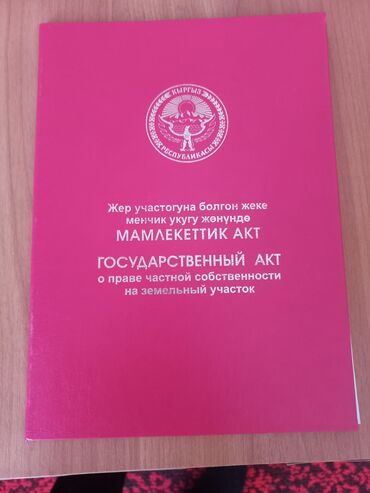 КЫРГЫЗ
РЕСПУБЛИКАСЫ
Жер участогуна болгон жеке
менчик укугу жөнүндө
МАМЛЕКЕТТИК АКТ
ГОСУДАРСТВЕННЫЙ АКТ
о праве частной собственности
на земельный участок